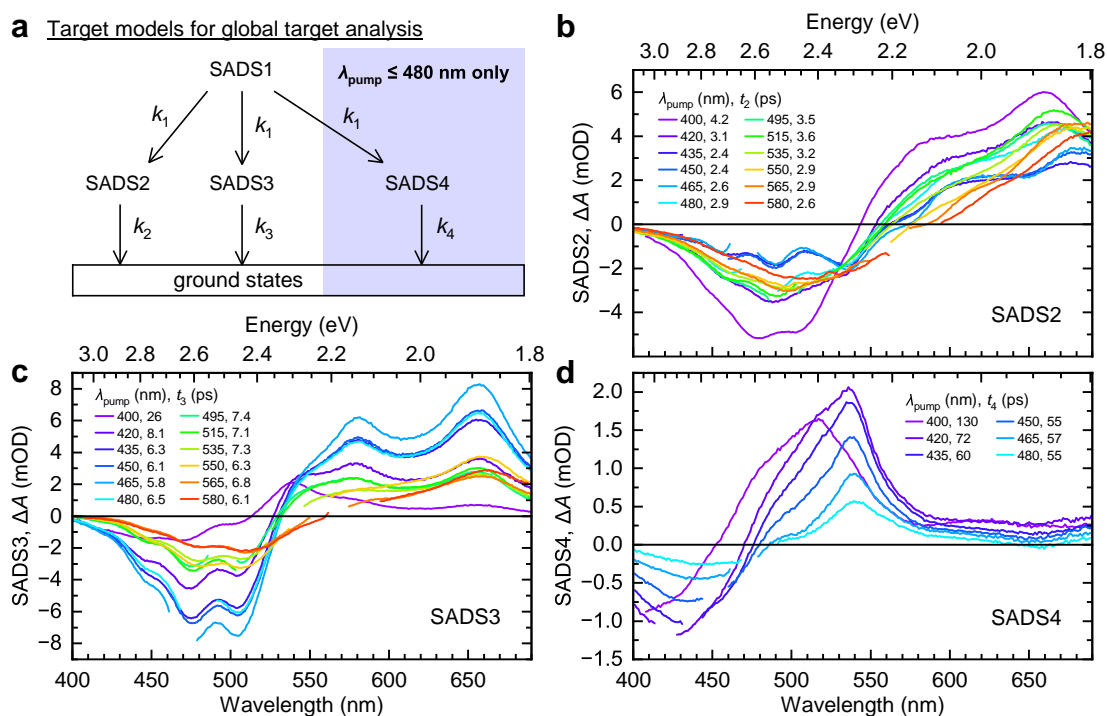 a Target models for global target analysis
λpump ≤ 480 nm only
SADS1
k1
k1
k1
SADS2
SADS3
SADS4
k2
k3
k4
ground states
b
Energy (eV)
3.0 2.8 2.6 2.4 2.2 2.0 1.8
SADS2, ΔA (mOD)
6
4
2
0
−2
−4
λpump (nm), t2 (ps)
400, 4.2 495, 3.5
420, 3.1 515, 3.6
435, 2.4 535, 3.2
450, 2.4 550, 2.9
465, 2.6 565, 2.9
480, 2.9 580, 2.6
SADS2
c
Energy (eV)
3.0 2.8 2.6 2.4 2.2 2.0 1.8
SADS3, ΔA (mOD)
8
6
4
2
0
−2
−4
−6
−8
λpump (nm), t3 (ps)
400, 26 495, 7.4
420, 8.1 515, 7.1
435, 6.3 535, 7.3
450, 6.1 550, 6.3
465, 5.8 565, 6.8
480, 6.5 580, 6.1
SADS3
400 450 500 550 600 650
Wavelength (nm)
d
SADS4, ΔA (mOD)
2.0
1.5
1.0
0.5
0.0
−0.5
−1.0
−1.5
λpump (nm), t4 (ps)
400, 130 450, 55
420, 72 465, 57
435, 60 480, 55
SADS4
400 450 500 550 600 650
Wavelength (nm)